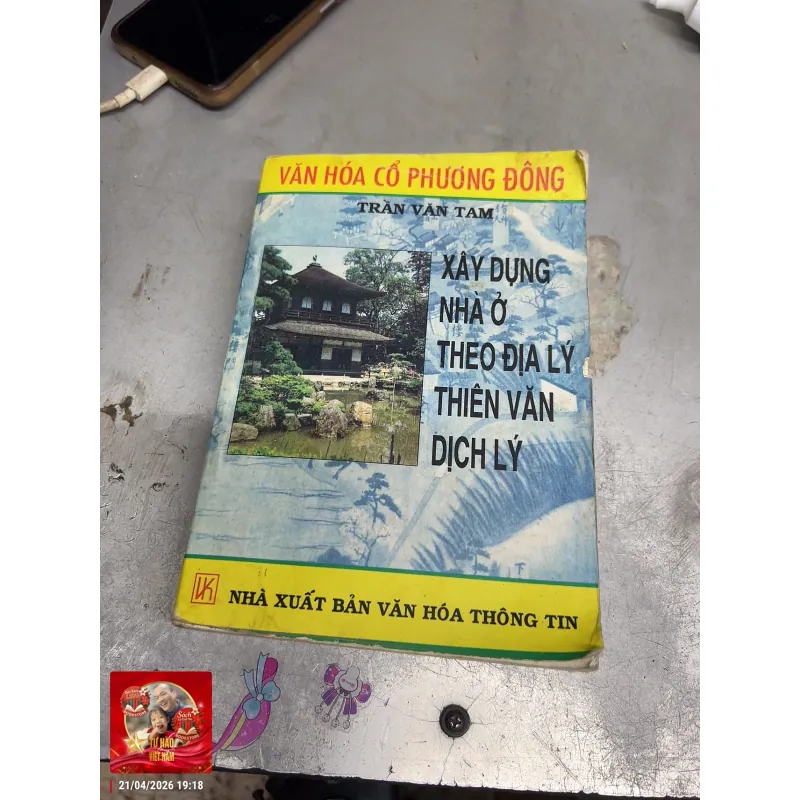 VĂN HÓA CỔ PHƯƠNG ĐÔNG
TRẦN VĂN TAM
XÂY DỰNG
NHÀ Ở
THEO ĐỊA LÝ
THIÊN VĂN
DỊCH LÝ
VK
NHÀ XUẤT BẢN VĂN HÓA THÔNG TIN
TỰ HÀO
VIỆT NAM
21/04/2026 19:18